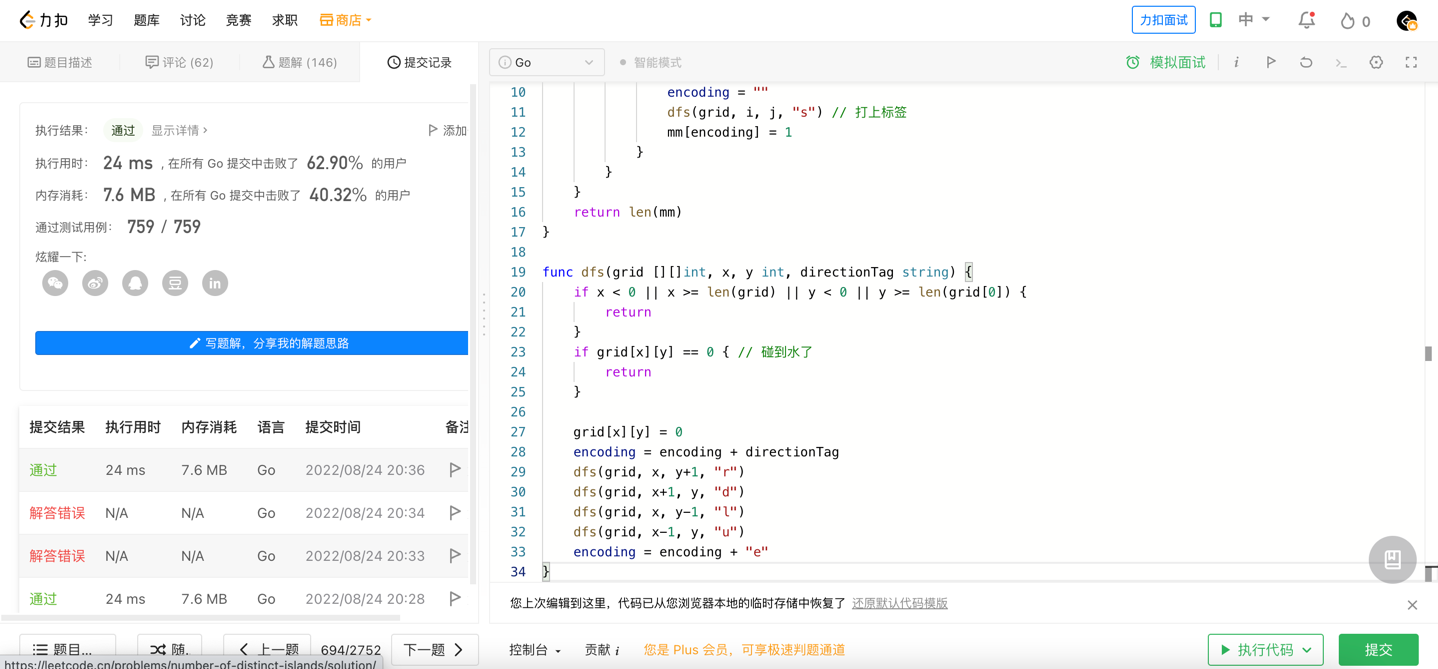 力扣 学习 题库 讨论 竞赛 求职 商店 力扣面试 中 0
题目描述 评论 (62) 题解 (146) 提交记录
执行结果： 通过 显示详情 › 添加
执行用时： 24 ms , 在所有 Go 提交中击败了 62.90% 的用户
内存消耗： 7.6 MB , 在所有 Go 提交中击败了 40.32% 的用户
通过测试用例： 759 / 759
炫耀一下:
豆 in
写题解，分享我的解题思路
提交结果 执行用时 内存消耗 语言 提交时间 备注
通过 24 ms 7.6 MB Go 2022/08/24 20:36
解答错误 N/A N/A Go 2022/08/24 20:34
解答错误 N/A N/A Go 2022/08/24 20:33
通过 24 ms 7.6 MB Go 2022/08/24 20:28
题目... 随. 上一题 694/2752 下一题
https://leetcode.cn/problems/number-of-distinct-islands/solution/
i Go 智能模式 模拟面试 i
10 encoding = ""
11 dfs(grid, i, j, "s") // 打上标签
12 mm[encoding] = 1
13 }
14 }
15 }
16 return len(mm)
17 }
18
19 func dfs(grid [][]int, x, y int, directionTag string) {
20 if x < 0 || x >= len(grid) || y < 0 || y >= len(grid[0]) {
21 return
22 }
23 if grid[x][y] == 0 { // 碰到水了
24 return
25 }
26
27 grid[x][y] = 0
28 encoding = encoding + directionTag
29 dfs(grid, x, y+1, "r")
30 dfs(grid, x+1, y, "d")
31 dfs(grid, x, y-1, "l")
32 dfs(grid, x-1, y, "u")
33 encoding = encoding + "e"
34 }
您上次编辑到这里，代码已从您浏览器本地的临时存储中恢复了 还原默认代码模版
控制台 贡献 i 您是 Plus 会员，可享极速判题通道 执行代码 提交